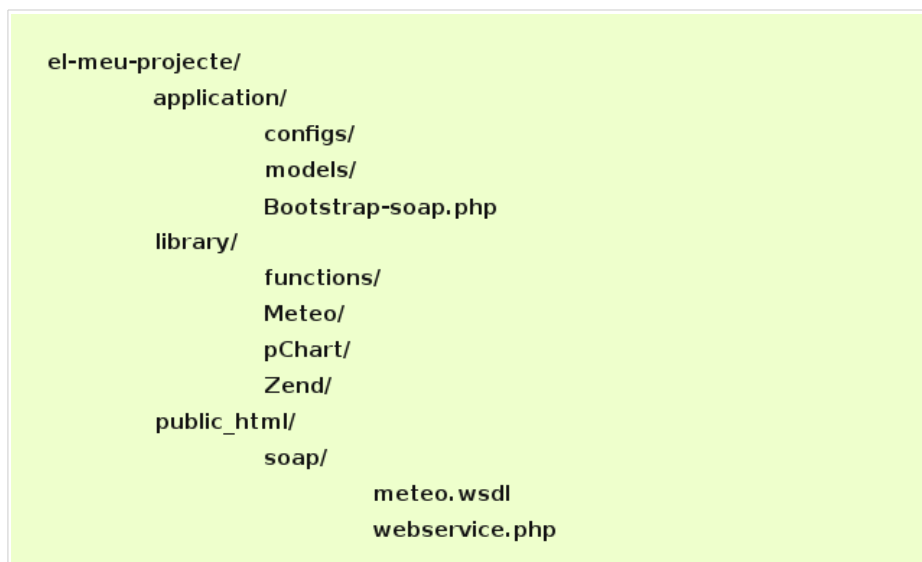 el-meu-projecte/
application/
configs/
models/
Bootstrap-soap.php
library/
functions/
Meteo/
pChart/
Zend/
public_html/
soap/
meteo.wsdl
webservice.php